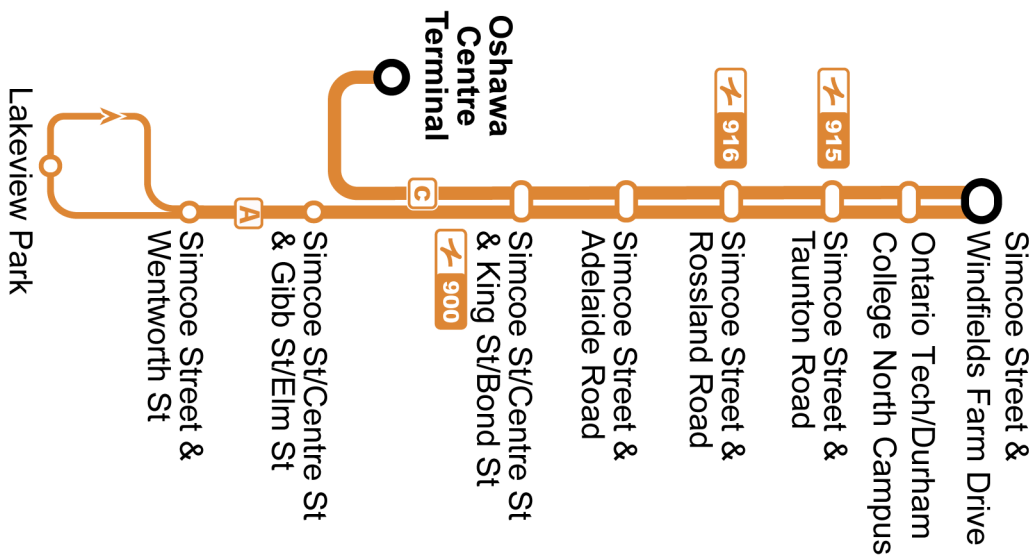 Simcoe Street &
Windfields Farm Drive
Ontario Tech/Durham
College North Campus
915
Simcoe Street &
Taunton Road
916
Simcoe Street &
Rossland Road
Simcoe Street &
Adelaide Road
Simcoe St/Centre St
& King St/Bond St
900
Oshawa
Centre
Terminal
C
Simcoe St/Centre St
& Gibb St/Elm St
A
Simcoe Street &
Wentworth St
Lakeview Park